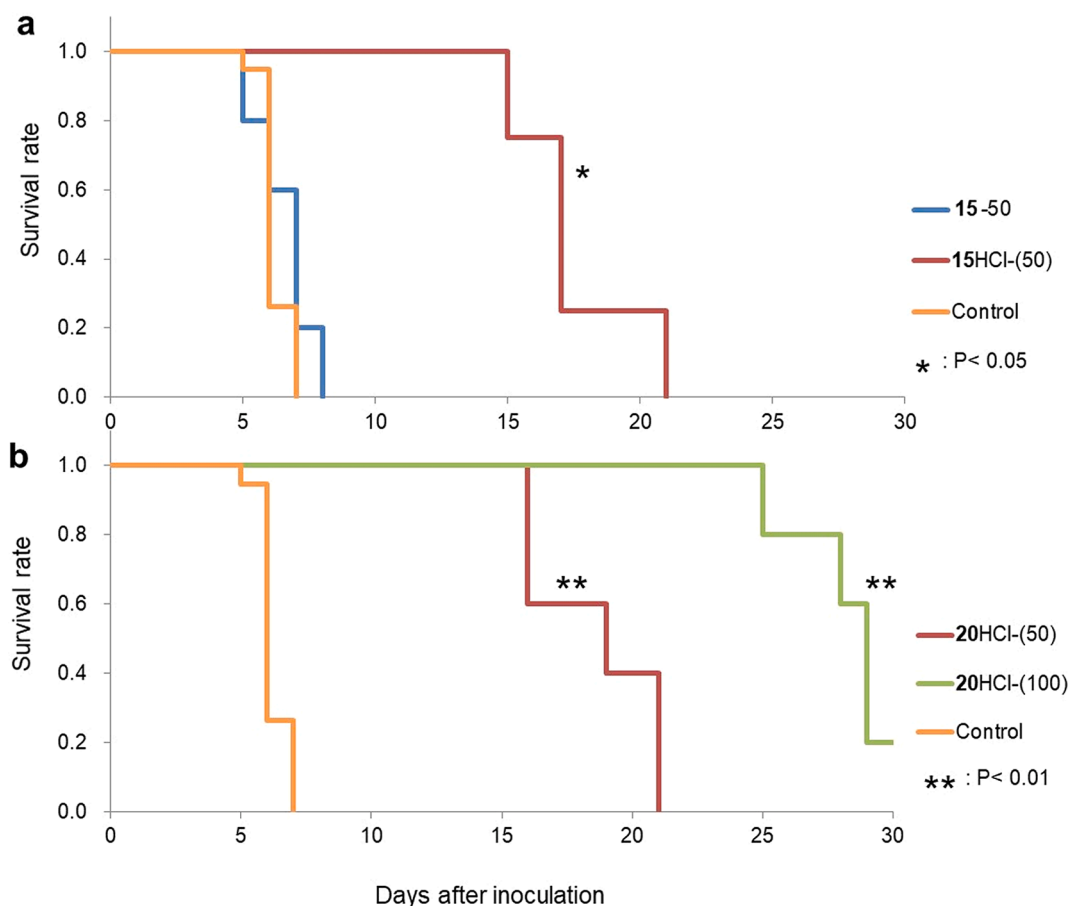 a
Survival rate
1.0
0.8
0.6
0.4
0.2
0.0
0 5 10 15 20 25 30
*
15-50
15HCl-(50)
Control
* : P< 0.05
b
Survival rate
1.0
0.8
0.6
0.4
0.2
0.0
0 5 10 15 20 25 30
** **
20HCl-(50)
20HCl-(100)
Control
** : P< 0.01
Days after inoculation